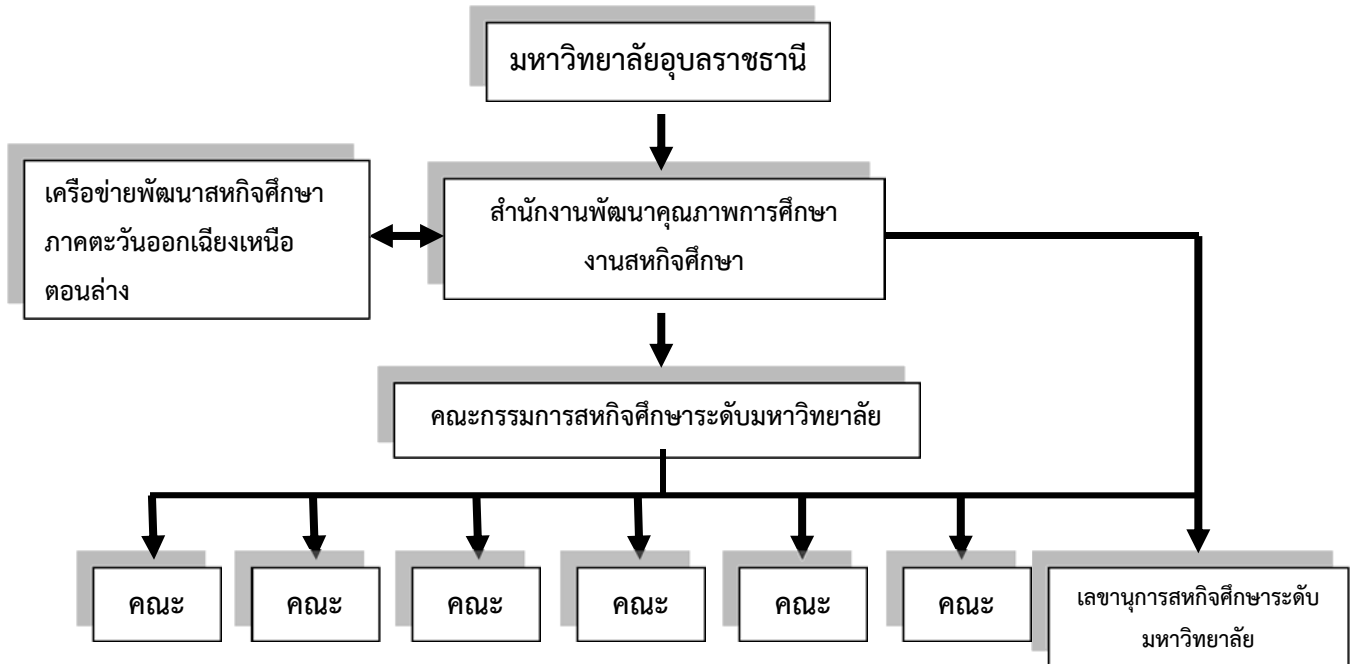 มหาวิทยาลัยอุบลราชธานี
เครือข่ายพัฒนาสหกิจศึกษา
ภาคตะวันออกเฉียงเหนือ
ตอนล่าง
สำนักงานพัฒนาคุณภาพการศึกษา
งานสหกิจศึกษา
คณะกรรมการสหกิจศึกษาระดับมหาวิทยาลัย
คณะ
คณะ
คณะ
คณะ
คณะ
คณะ
เลขานุการสหกิจศึกษาระดับ
มหาวิทยาลัย